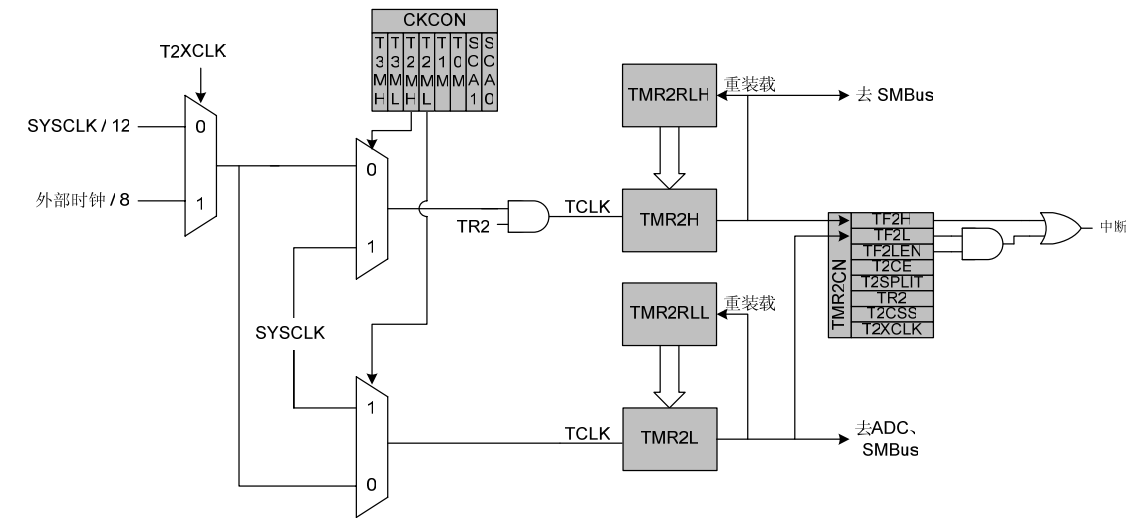 CKCON
T3MH T3ML T2MH T2ML T1M T0M SCA1 SCA0
T2XCLK
SYSCLK / 12
0
外部时钟 / 8
1
0
1
TR2
TCLK
SYSCLK
1
0
TCLK
TMR2RLH
重装载
去 SMBus
TMR2H
TMR2RLL
重装载
TMR2L
去ADC、
SMBus
TMR2CN
TF2H
TF2L
TF2LEN
T2CE
T2SPLIT
TR2
T2CSS
T2XCLK
中断